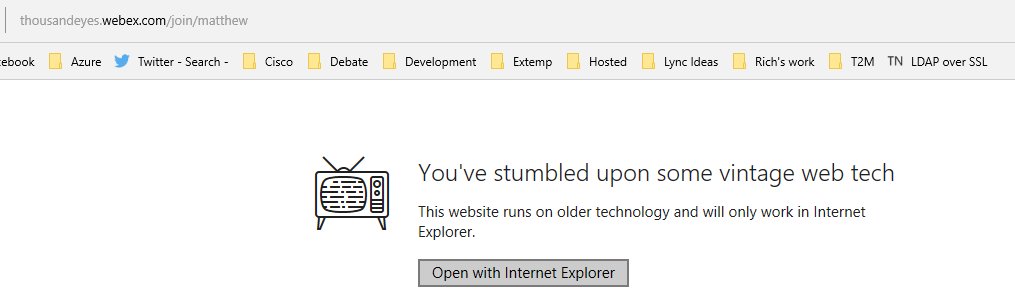 thousandeyes.webex.com/join/matthew
cebook Azure Twitter - Search - Cisco Debate Development Extemp Hosted Lync Ideas Rich's work T2M TN LDAP over SSL
You've stumbled upon some vintage web tech
This website runs on older technology and will only work in Internet
Explorer.
Open with Internet Explorer